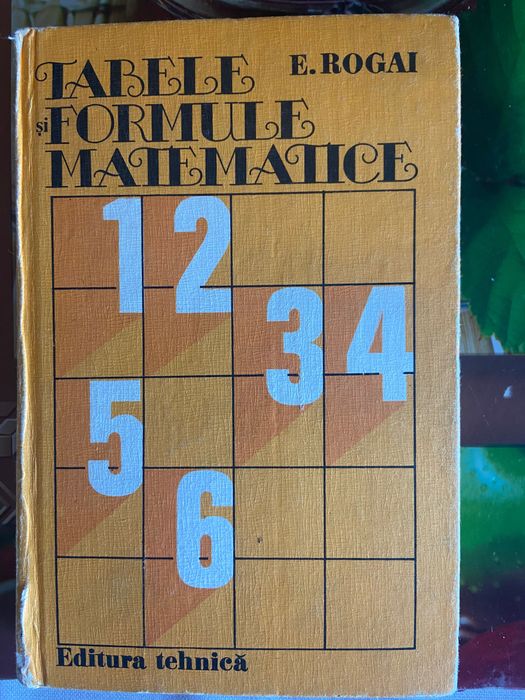 TABELE
E. ROGAI
și FORMULE
MATEMATICE
1 2
3 4
5
6
Editura tehnică